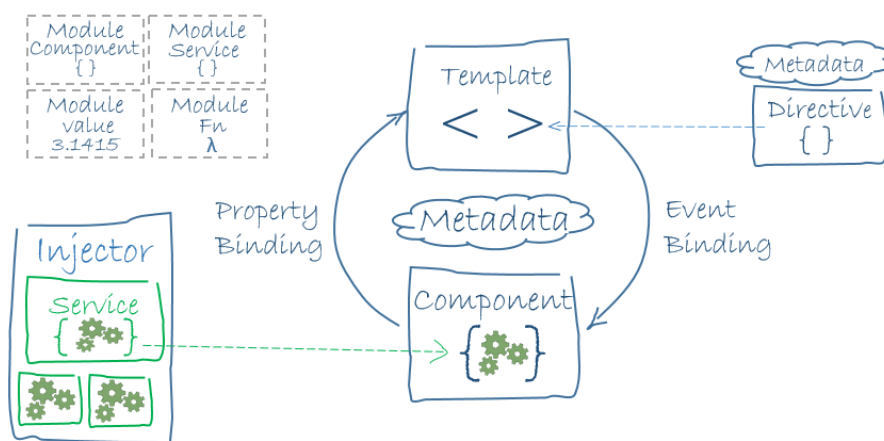 Module
Component
{ }
Module
Service
{ }
Module
value
3.1415
Module
Fn
λ
Template
< >
Metadata
Directive
{ }
Property
Binding
Metadata
Event
Binding
Injector
Service
{ }
Component
{ }